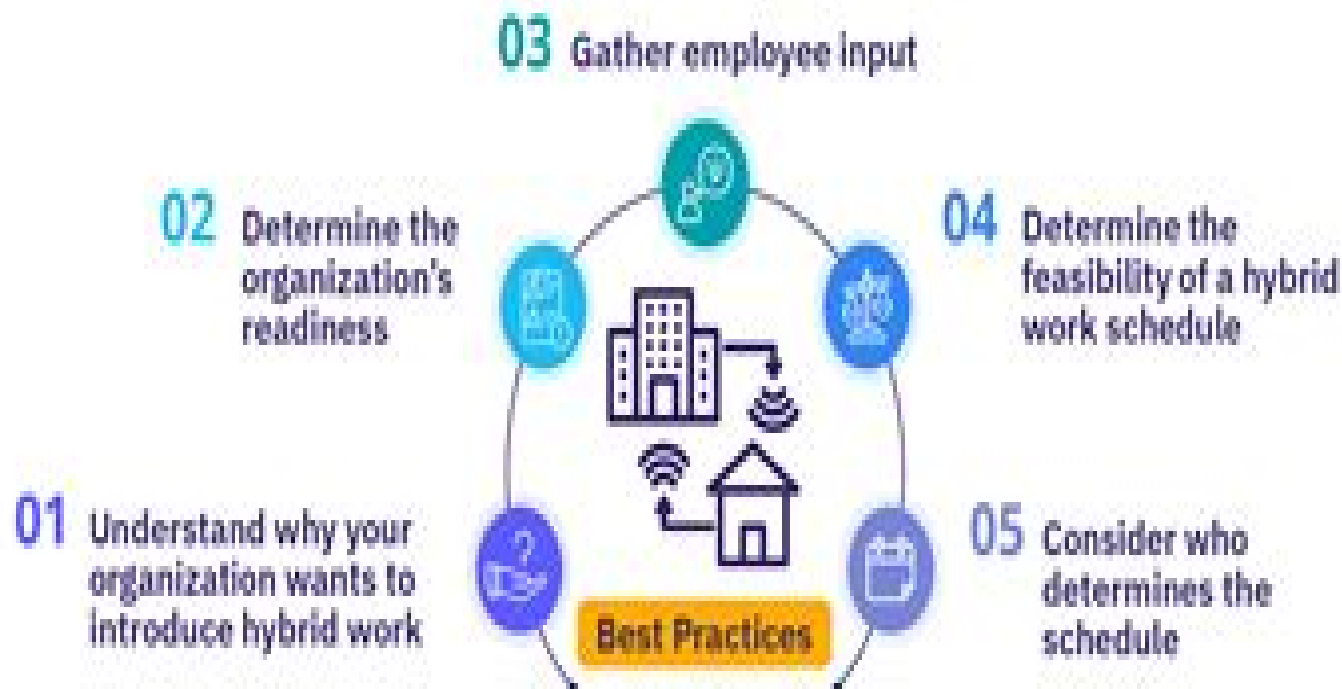 03 Gather employee input
02 Determine the
organization's
readiness
04 Determine the
feasibility of a hybrid
work schedule
01 Understand why your
organization wants to
introduce hybrid work
05 Consider who
determines the
schedule
Best Practices